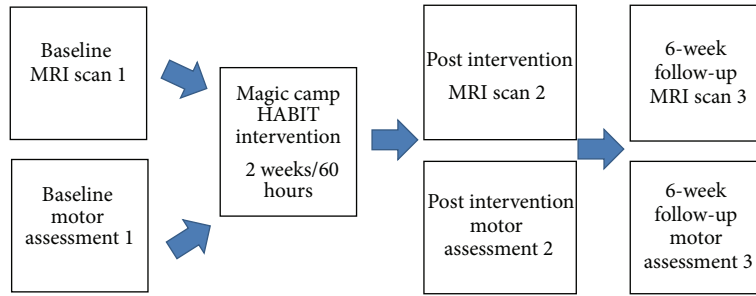 Baseline
MRI scan 1
Baseline
motor
assessment 1
Magic camp
HABIT
intervention
2 weeks/60
hours
Post intervention
MRI scan 2
Post intervention
motor
assessment 2
6-week
follow-up
MRI scan 3
6-week
follow-up
motor
assessment 3